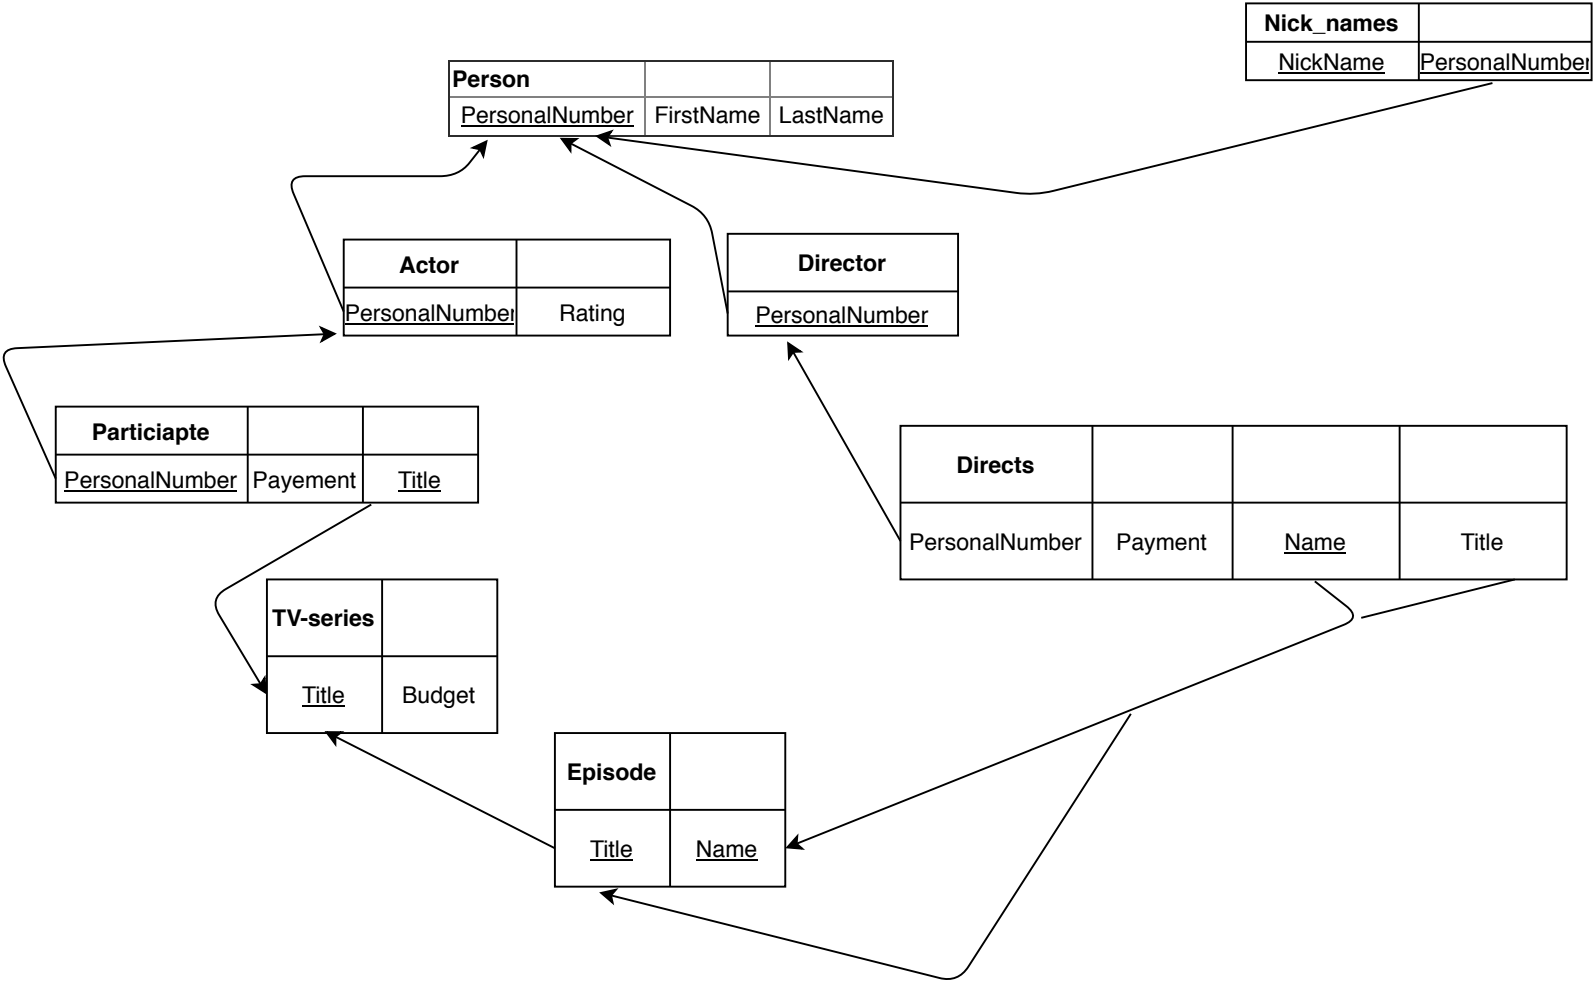 Nick_names
NickName PersonalNumber
Person
PersonalNumber FirstName LastName
Actor
PersonalNumber Rating
Director
PersonalNumber
Particiapte
PersonalNumber Payement Title
Directs
PersonalNumber Payment Name Title
TV-series
Title Budget
Episode
Title Name